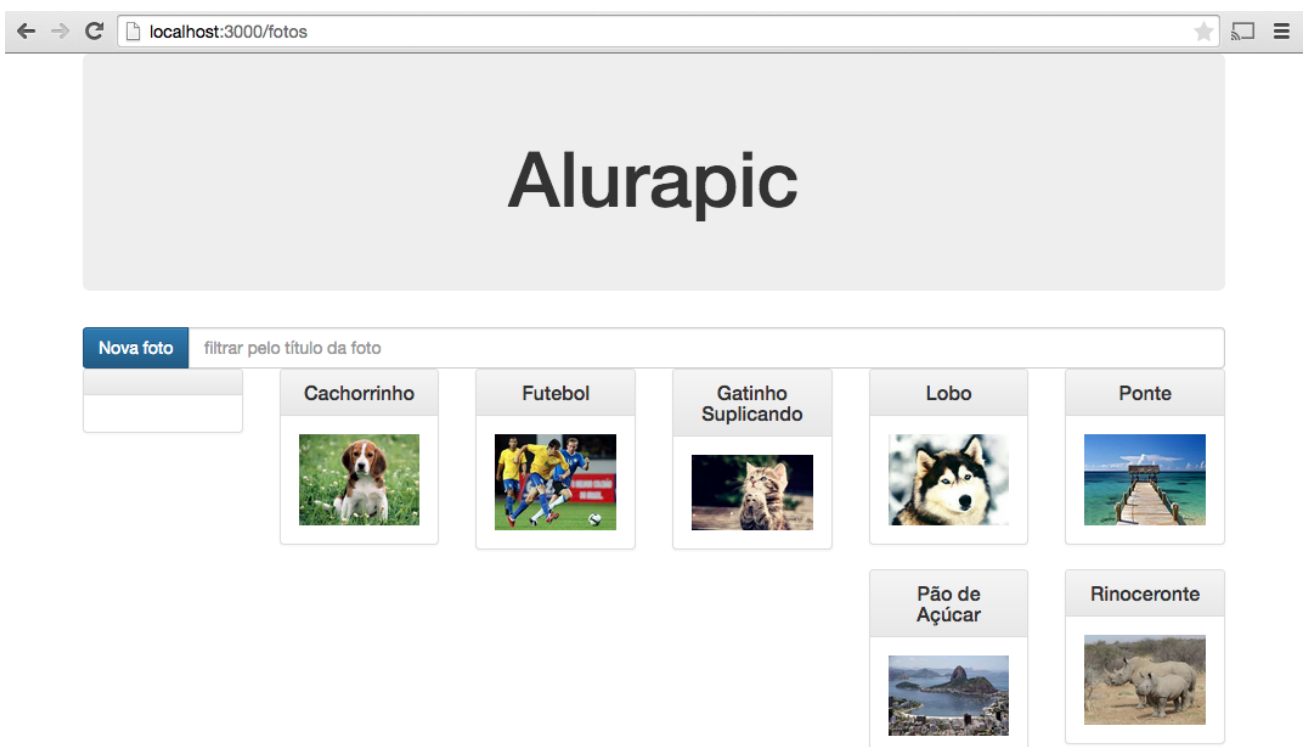 localhost:3000/fotos
Alurapic
Nova foto
filtrar pelo título da foto
Cachorrinho
Futebol
Gatinho
Suplicando
Lobo
Ponte
Pão de
Açúcar
Rinoceronte